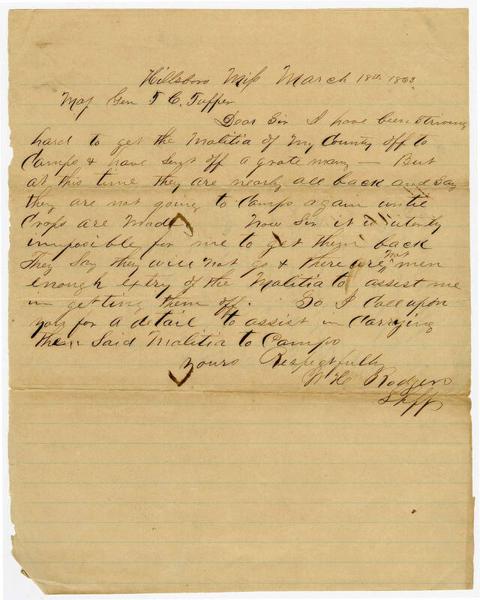 Hillsboro Miss March 18th 1863
Maj Gen T C Tupper
Dear Sir I have been striving
hard to get the Malitia of My County off to
Camps & have Sent off a grate many — But
at this time they are nearly all back and Say
they are not going to Camps again until
Crops are Made Now Sir it is uterly
impossible for me to get them back
They Say they will not go & there are not men
enough extry of the Malitia to assist me
in getting them off. So I Call upon
you for a detail to assist in Carrying
the Said Malitia to Camps
Yours Respectfully
W H Rodgers
Shff